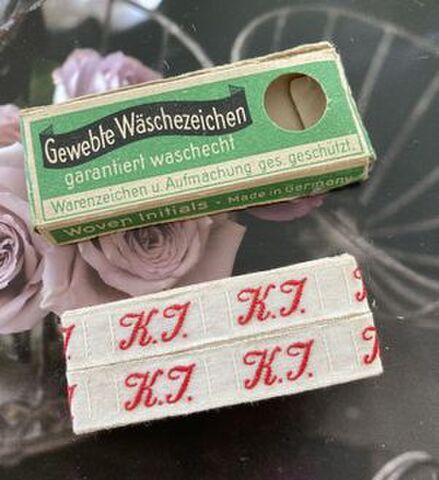 Gewebte Wäschezeichen
garantiert waschecht
Warenzeichen u. Aufmachung ges. geschützt.
Woven Initials - Made in Germany
K.J. K.J.
K.J. K.J.